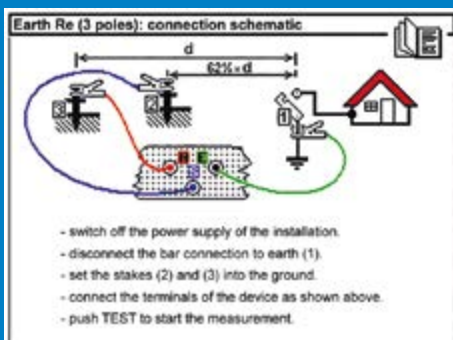 Earth Re (3 poles): connection schematic
d
62%×d
3
2
1
H
E
S
- switch off the power supply of the installation.
- disconnect the bar connection to earth (1).
- set the stakes (2) and (3) into the ground.
- connect the terminals of the device as shown above.
- push TEST to start the measurement.